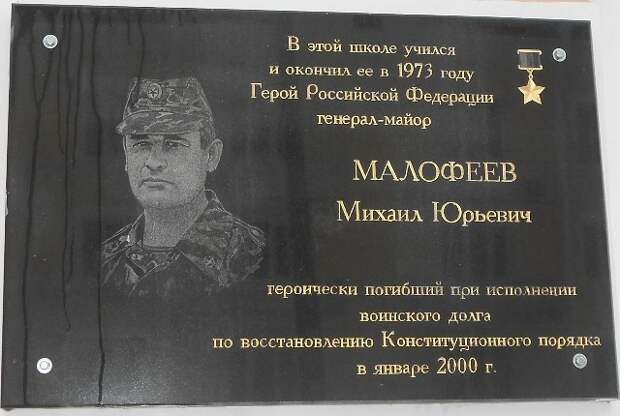 В этой школе учился
и окончил ее в 1973 году
Герой Российской Федерации
генерал-майор
МАЛОФЕЕВ
Михаил Юрьевич
героически погибший при исполнении
воинского долга
по восстановлению Конституционного порядка
в январе 2000 г.